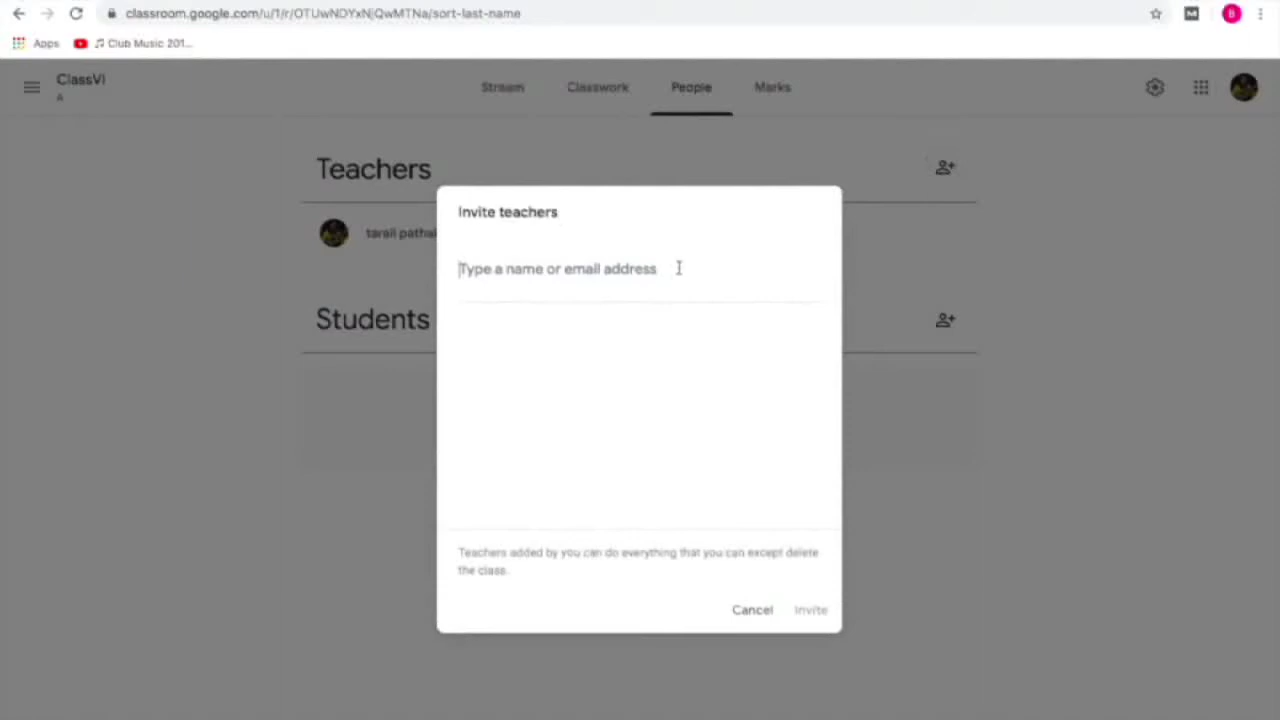 classroom.google.com/u/1/r/OTUwNDYxNjQwMTNa/sort-last-name
M
B
Apps
Club Music 201...
ClassVI
A
Stream
Classwork
People
Marks
Teachers
Invite teachers
Type a name or email address
Students
Teachers added by you can do everything that you can except delete
the class.
Cancel
Invite